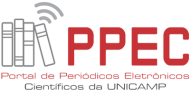 PPEC
Portal de Periódicos Eletrônicos
Científicos da UNICAMP